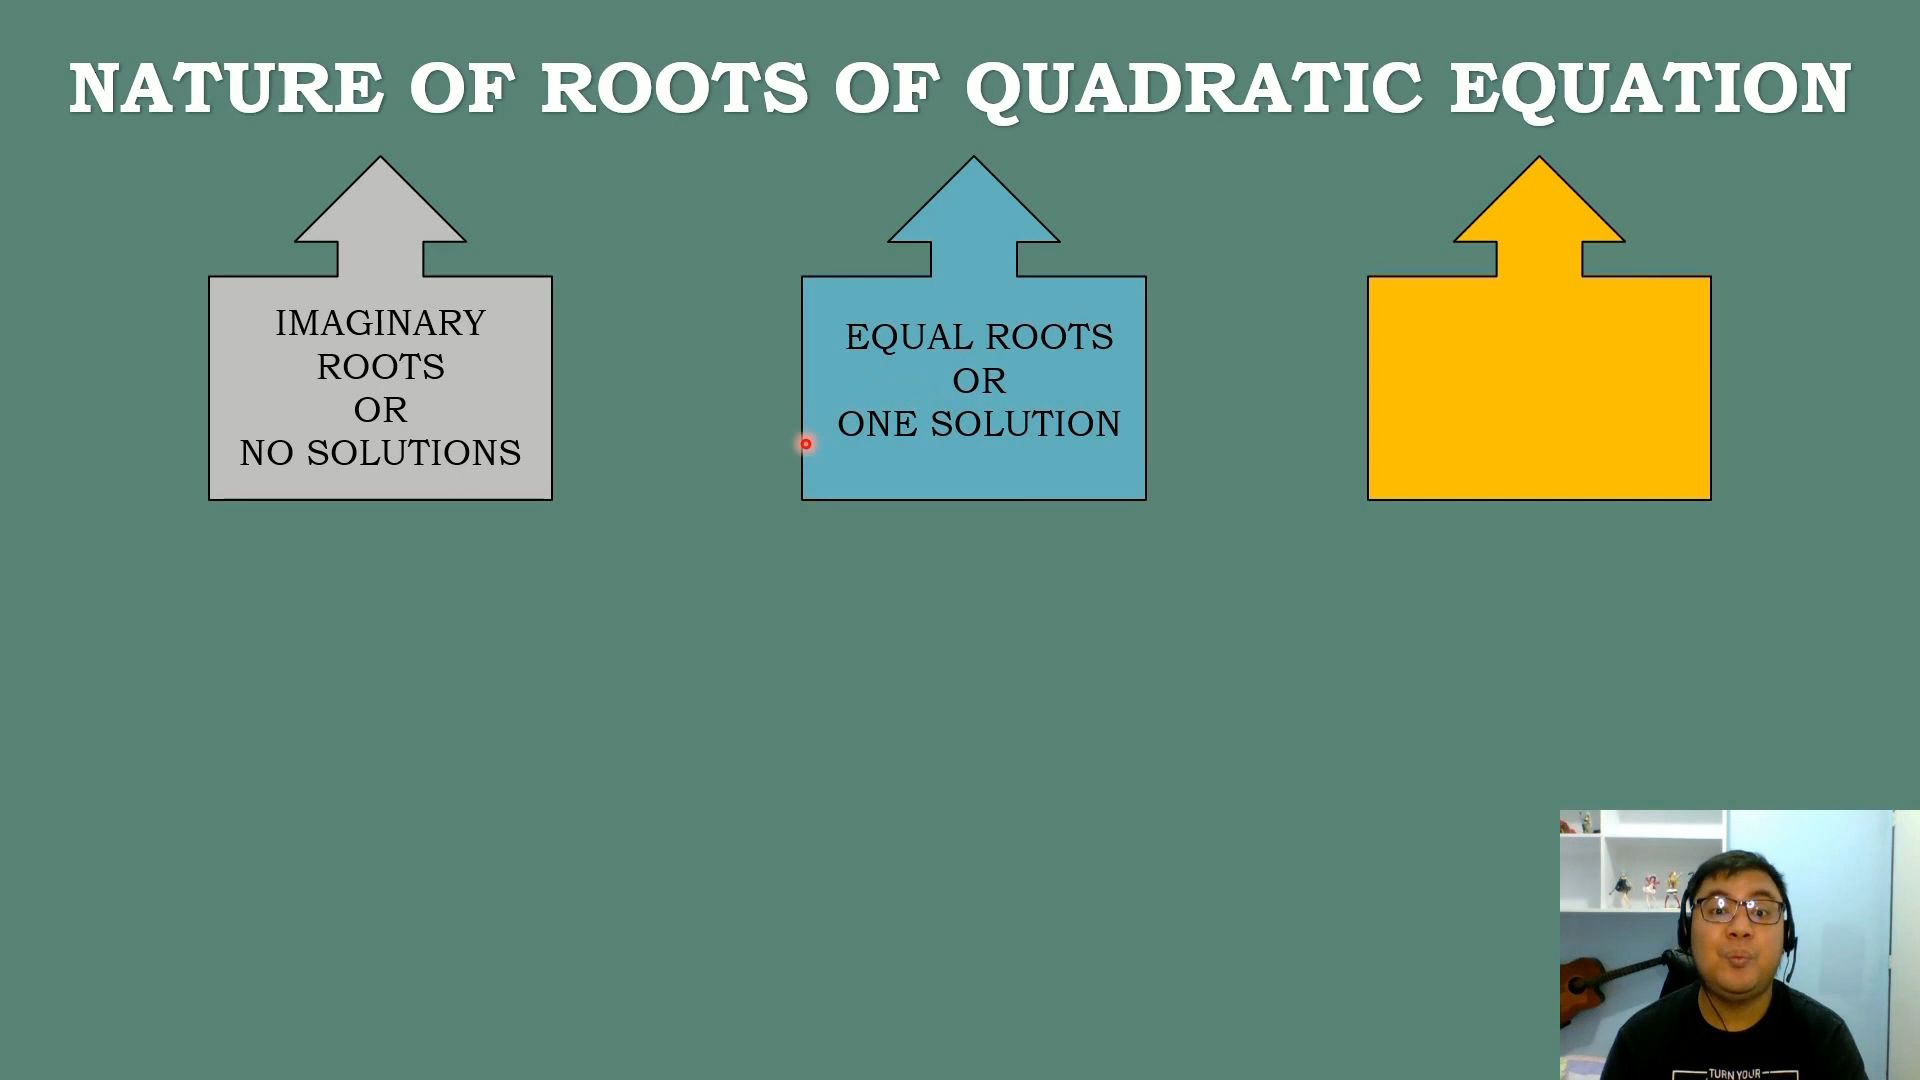 NATURE OF ROOTS OF QUADRATIC EQUATION
IMAGINARY
ROOTS
OR
NO SOLUTIONS
EQUAL ROOTS
OR
ONE SOLUTION
TURN YOUR